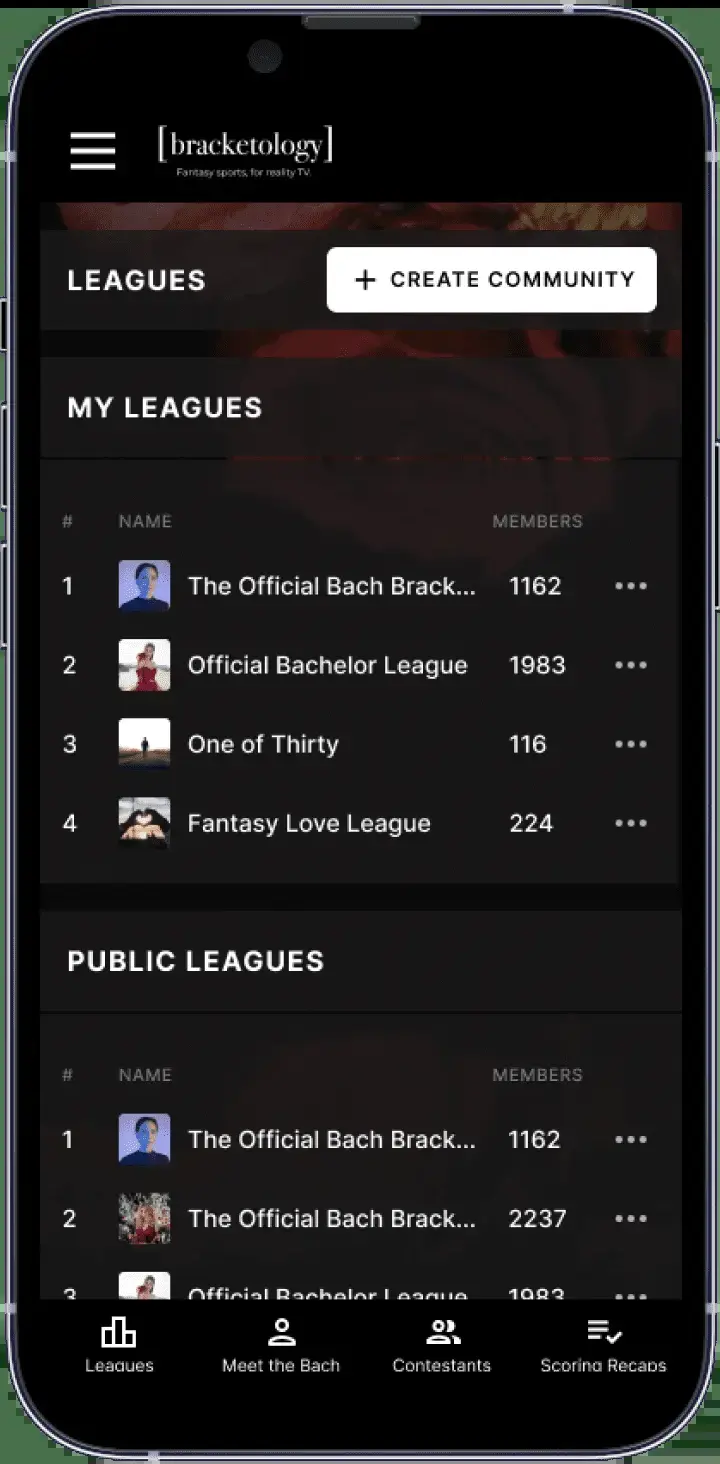 [bracketology]
Fantasy sports, for reality TV.
LEAGUES
+ CREATE COMMUNITY
MY LEAGUES
# NAME MEMBERS
1 The Official Bach Brack... 1162 •••
2 Official Bachelor League 1983 •••
3 One of Thirty 116 •••
4 Fantasy Love League 224 •••
PUBLIC LEAGUES
# NAME MEMBERS
1 The Official Bach Brack... 1162 •••
2 The Official Bach Brack... 2237 •••
3 Official Bachelor League 1983 •••
Leagues Meet the Bach Contestants Scoring Recaps